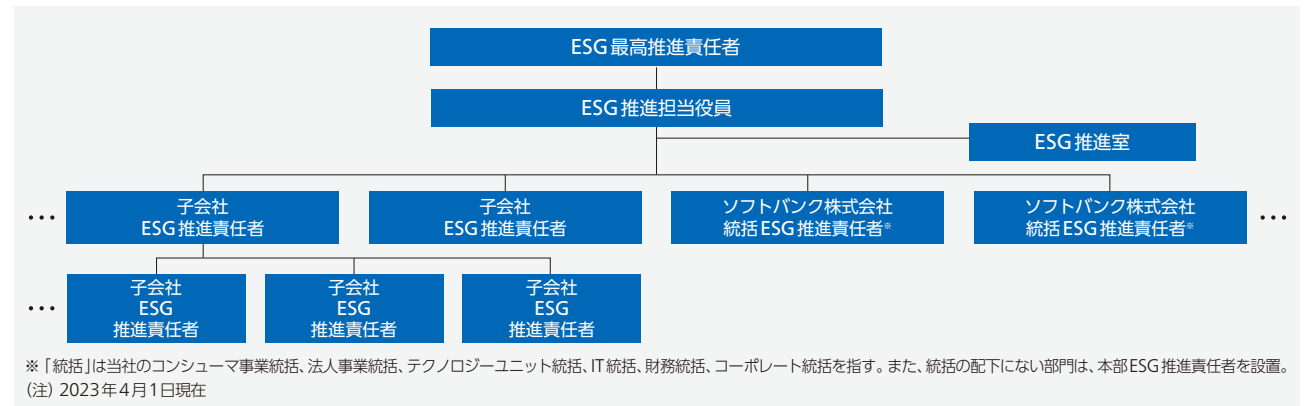 ESG最高推進責任者
ESG推進担当役員
ESG推進室
…
子会社
ESG推進責任者
子会社
ESG推進責任者
ソフトバンク株式会社
統括ESG推進責任者※
ソフトバンク株式会社
統括ESG推進責任者※
…
…
子会社
ESG
推進責任者
子会社
ESG
推進責任者
子会社
ESG
推進責任者
※「統括」は当社のコンシューマ事業統括、法人事業統括、テクノロジーユニット統括、IT統括、財務統括、コーポレート統括を指す。また、統括の配下にない部門は、本部ESG推進責任者を設置。
(注) 2023年4月1日現在